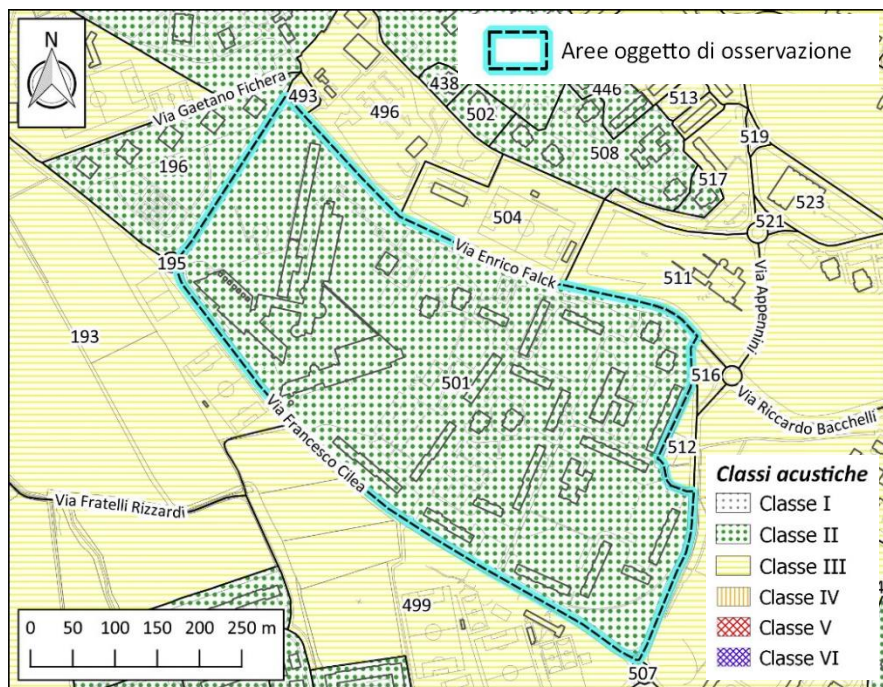 N
Aree oggetto di osservazione
Via Gaetano Fichera
493
496
438
446
502
513
508
519
517
523
196
504
521
Via Enrico Falck
511
Via Appennini
195
193
501
516
Via Riccardo Bacchelli
512
Via Francesco Cilea
Via Fratelli Rizzardi
499
507
Classi acustiche
Classe I
Classe II
Classe III
Classe IV
Classe V
Classe VI
0 50 100 150 200 250 m